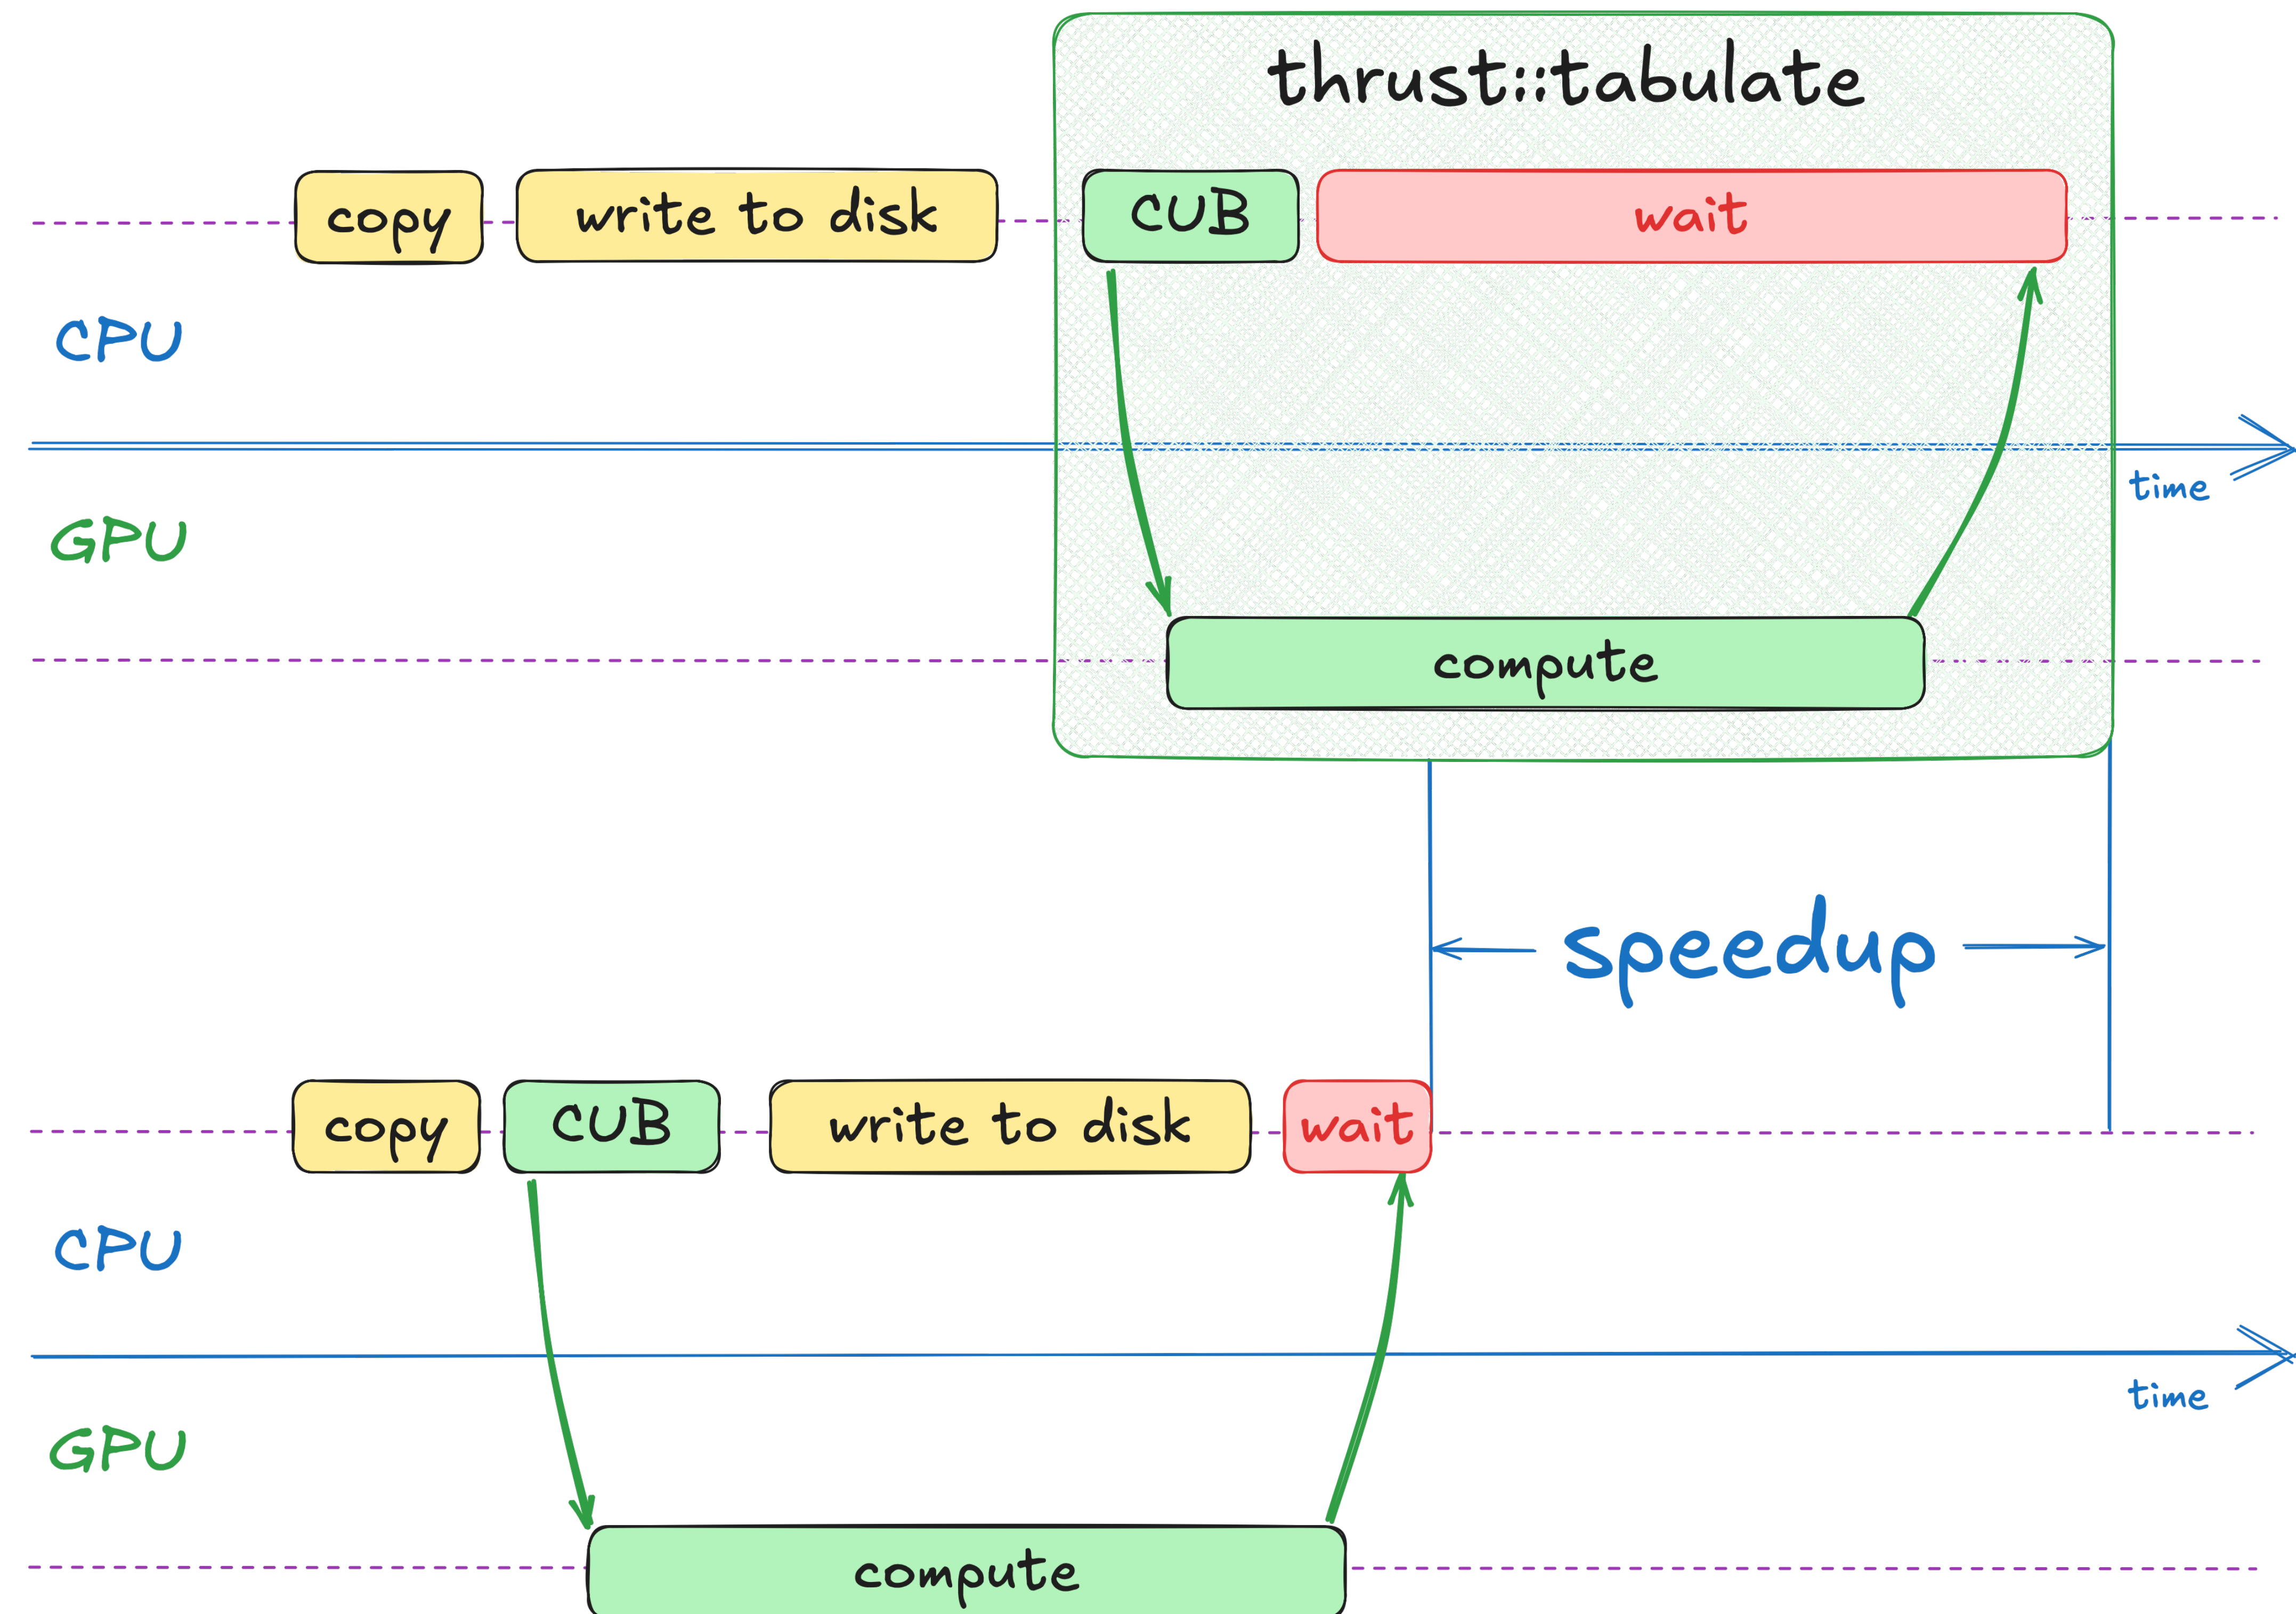 thrust::tabulate
copy
write to disk
CUB
wait
CPU
time
GPU
compute
speedup
copy
CUB
write to disk
wait
CPU
time
GPU
compute